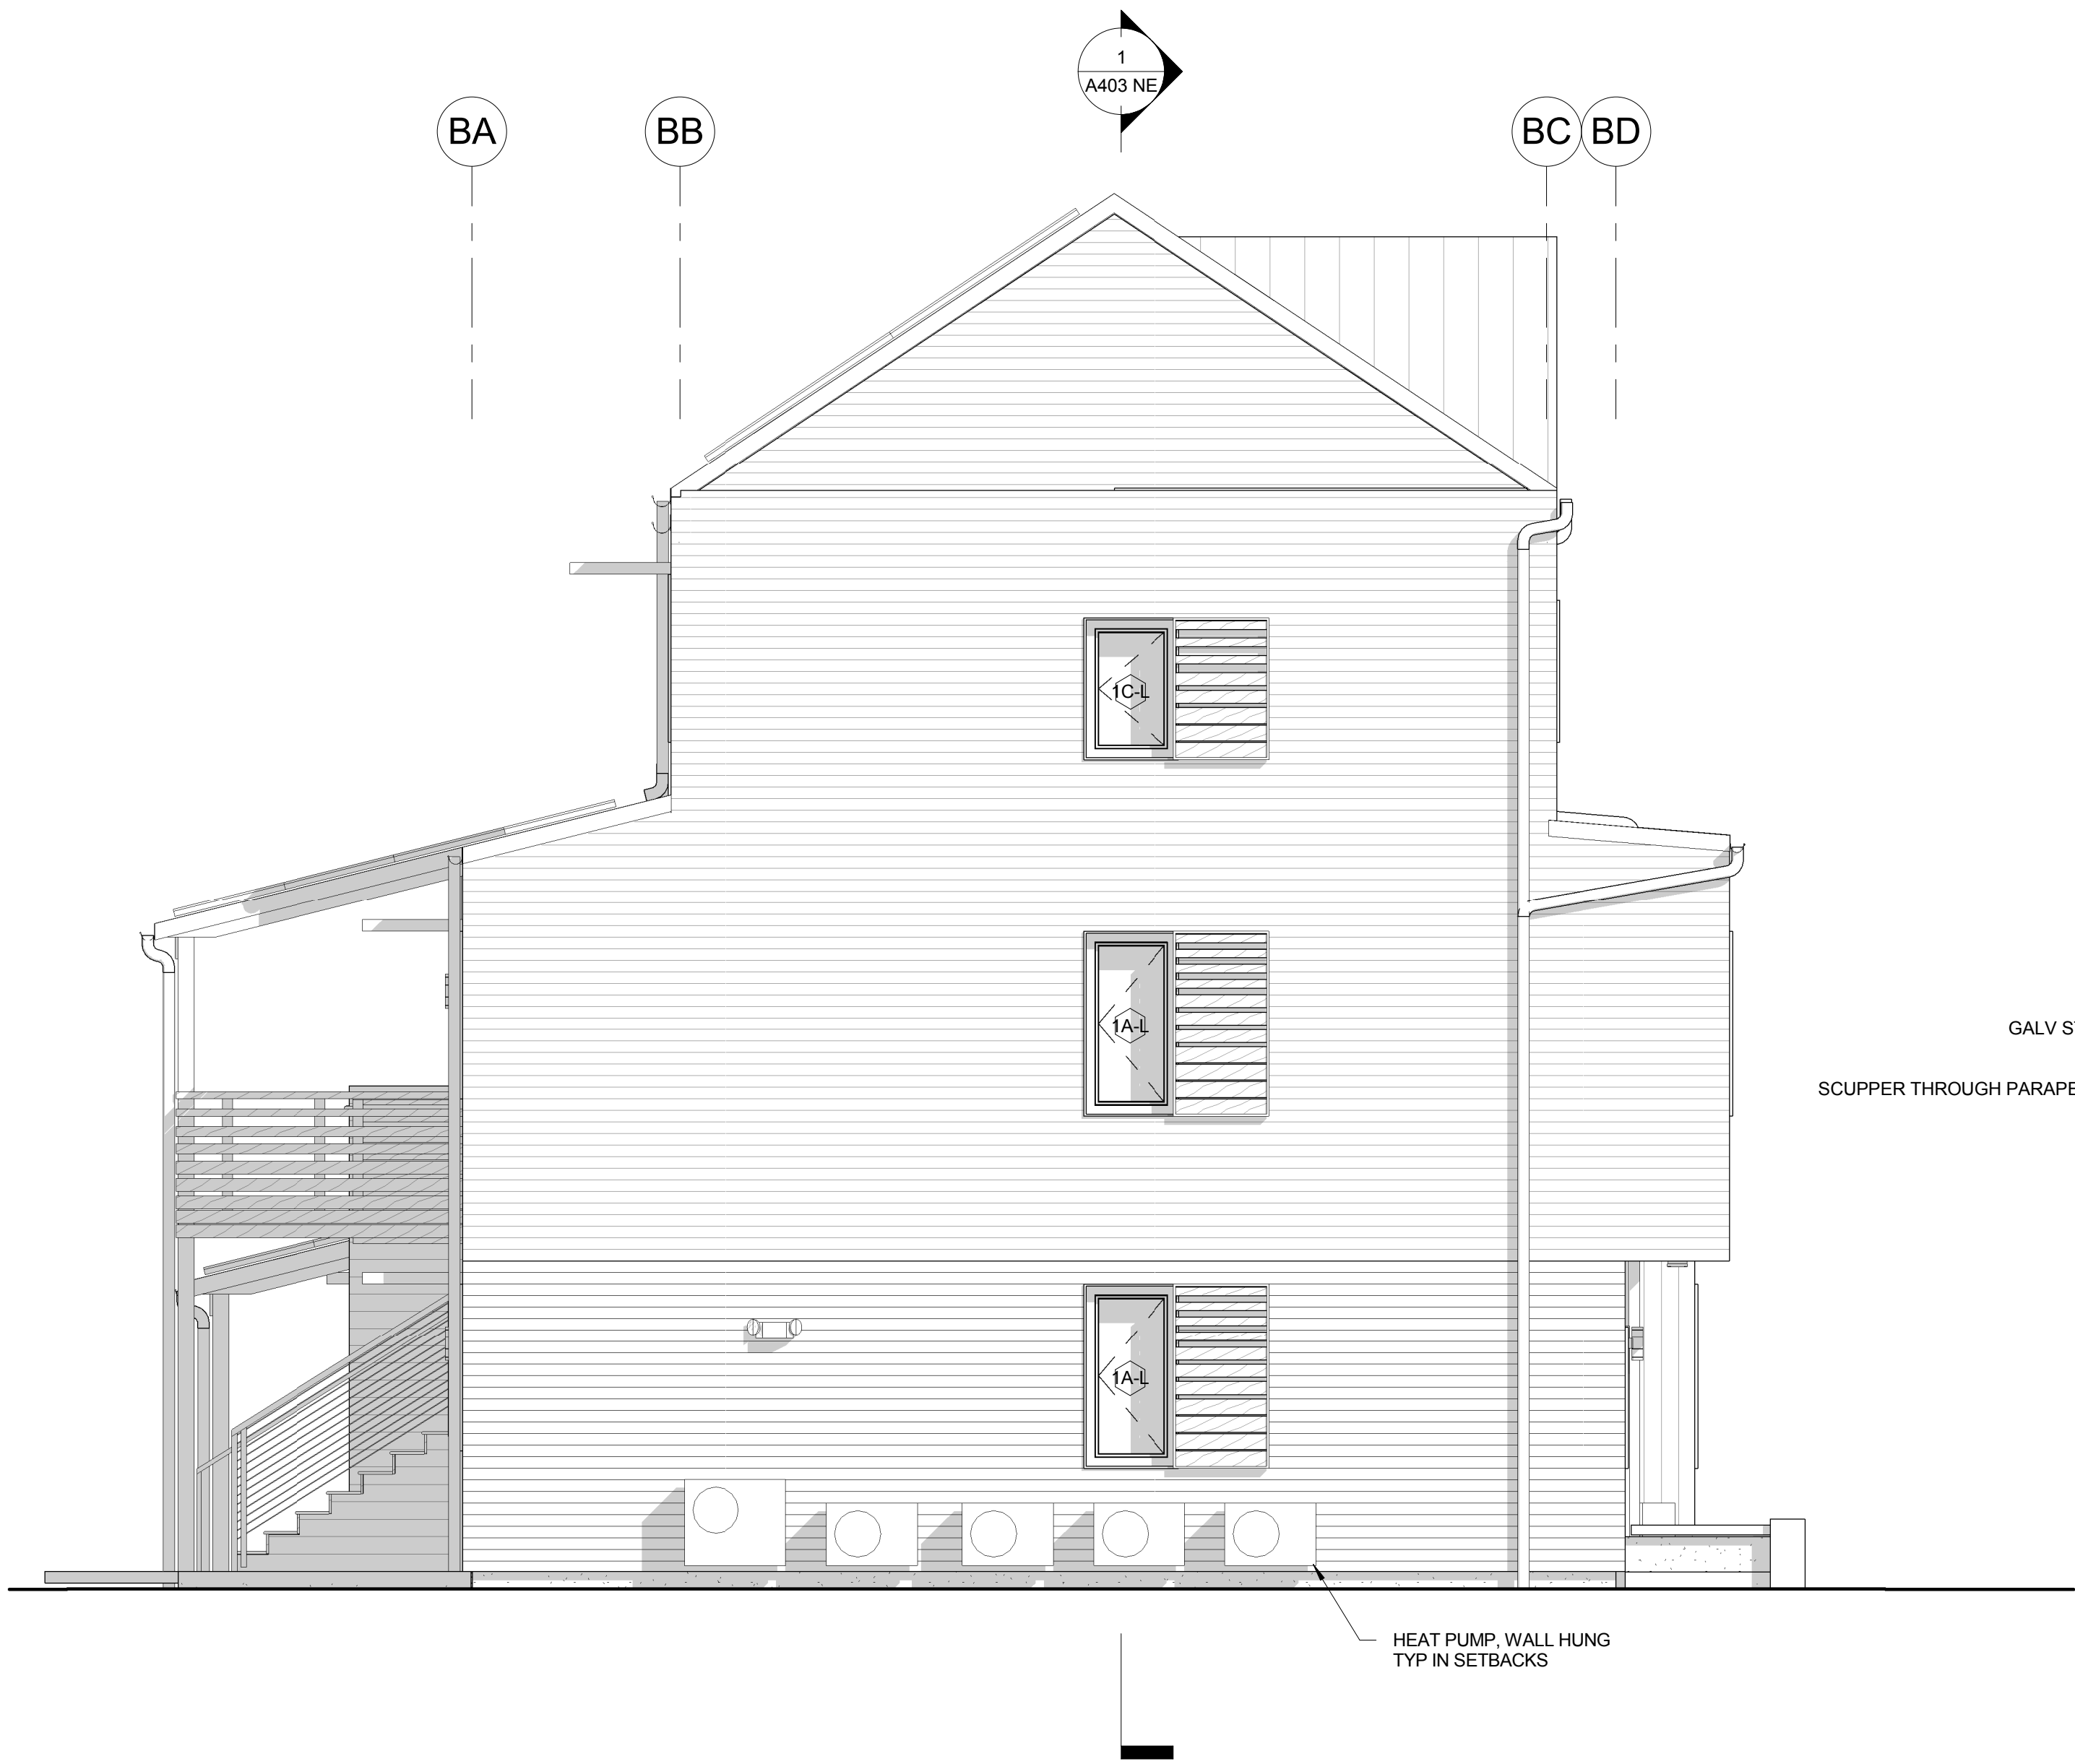 1
A403 NE
BA
BB
BC
BD
1C-L
1A-L
GALV
SCUPPER THROUGH
1A-L
HEAT PUMP, WALL HUNG
TYP IN SETBACKS